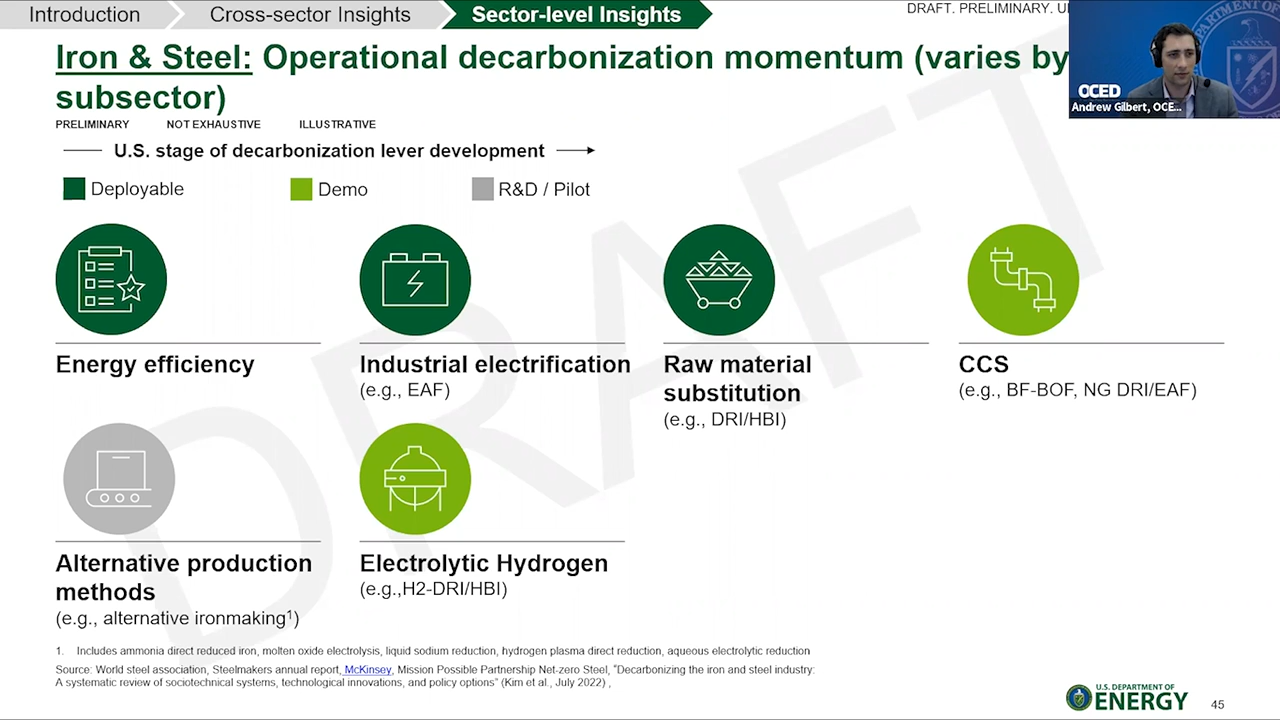 Introduction
Cross-sector Insights
Sector-level Insights
DRAFT. PRELIMINARY.
Iron & Steel: Operational decarbonization momentum (varies by
subsector)
OCED
Andrew Gilbert, OCE...
PRELIMINARY NOT EXHAUSTIVE ILLUSTRATIVE
U.S. stage of decarbonization lever development
Deployable
Demo
R&D / Pilot
Energy efficiency
Industrial electrification
(e.g., EAF)
Raw material
substitution
(e.g., DRI/HBI)
CCS
(e.g., BF-BOF, NG DRI/EAF)
Alternative production
methods
(e.g., alternative ironmaking¹)
Electrolytic Hydrogen
(e.g.,H2-DRI/HBI)
1. Includes ammonia direct reduced iron, molten oxide electrolysis, liquid sodium reduction, hydrogen plasma direct reduction, aqueous electrolytic reduction
Source: World steel association, Steelmakers annual report, McKinsey, Mission Possible Partnership Net-zero Steel, "Decarbonizing the iron and steel industry:
A systematic review of sociotechnical systems, technological innovations, and policy options" (Kim et al., July 2022) ,
U.S. DEPARTMENT OF
ENERGY
45
DRAFT